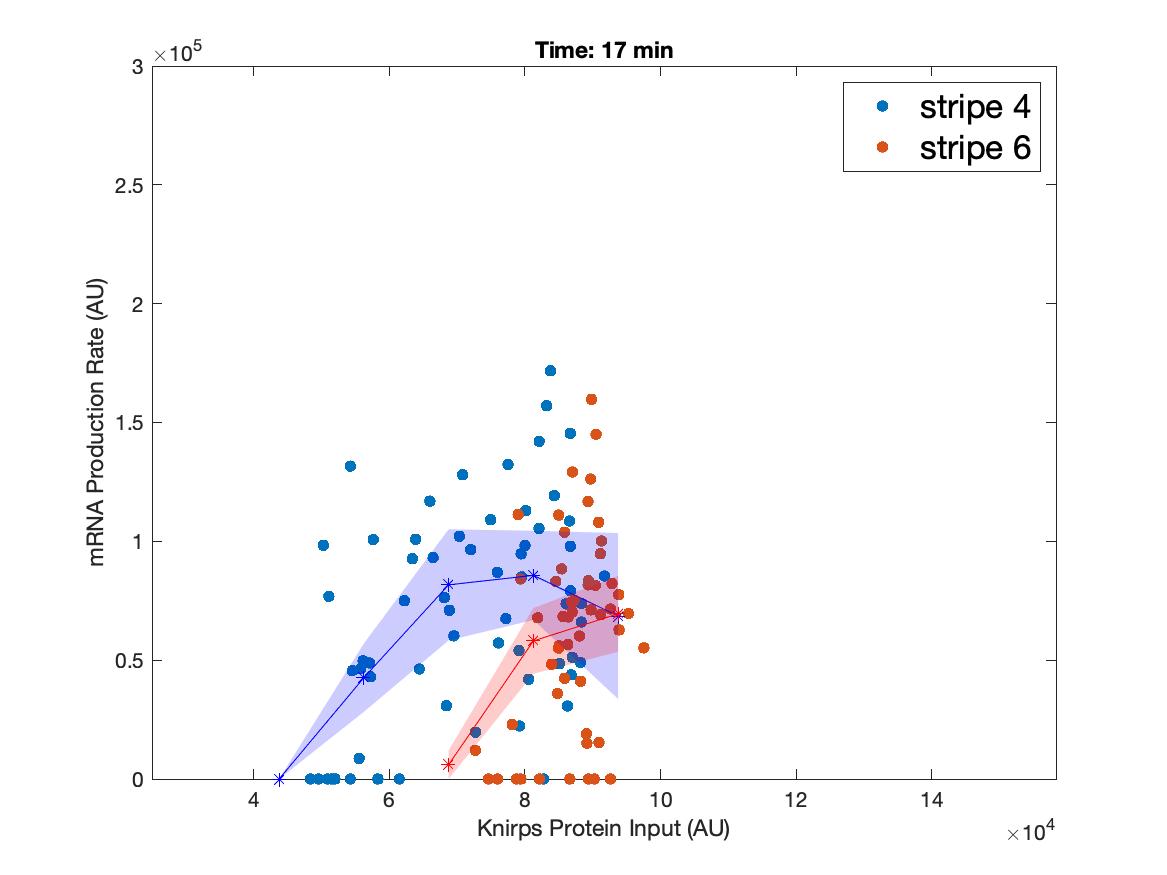 Time: 17 min
×10^5
3
2.5
2
1.5
1
0.5
0
mRNA Production Rate (AU)
stripe 4
stripe 6
4 6 8 10 12 14
Knirps Protein Input (AU)
×10^4